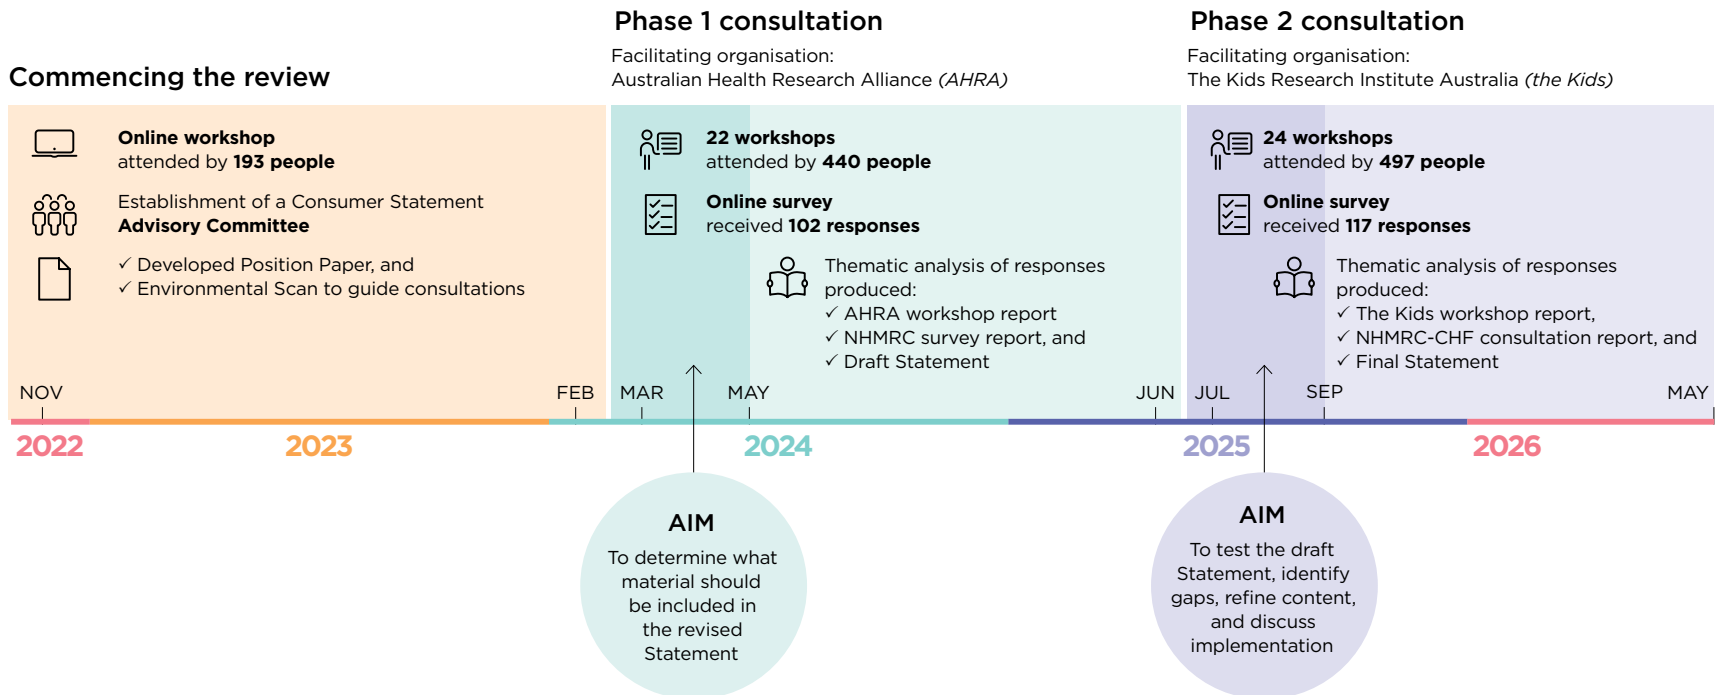 Commencing the review
Online workshop
attended by 193 people
Establishment of a Consumer Statement
Advisory Committee
✓ Developed Position Paper, and
✓ Environmental Scan to guide consultations
Phase 1 consultation
Facilitating organisation:
Australian Health Research Alliance (AHRA)
22 workshops
attended by 440 people
Online survey
received 102 responses
Thematic analysis of responses
produced:
✓ AHRA workshop report
✓ NHMRC survey report, and
✓ Draft Statement
Phase 2 consultation
Facilitating organisation:
The Kids Research Institute Australia (the Kids)
24 workshops
attended by 497 people
Online survey
received 117 responses
Thematic analysis of responses
produced:
✓ The Kids workshop report,
✓ NHMRC-CHF consultation report, and
✓ Final Statement
NOV
FEB
MAR
MAY
JUN
JUL
SEP
MAY
2022
2023
2024
2025
2026
AIM
To determine what
material should
be included in
the revised
Statement
AIM
To test the draft
Statement, identify
gaps, refine content,
and discuss
implementation